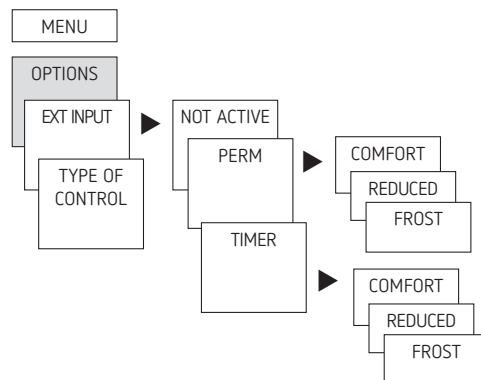 MENU
OPTIONS
EXT INPUT
TYPE OF
CONTROL
NOT ACTIVE
PERM
TIMER
COMFORT
REDUCED
FROST
COMFORT
REDUCED
FROST